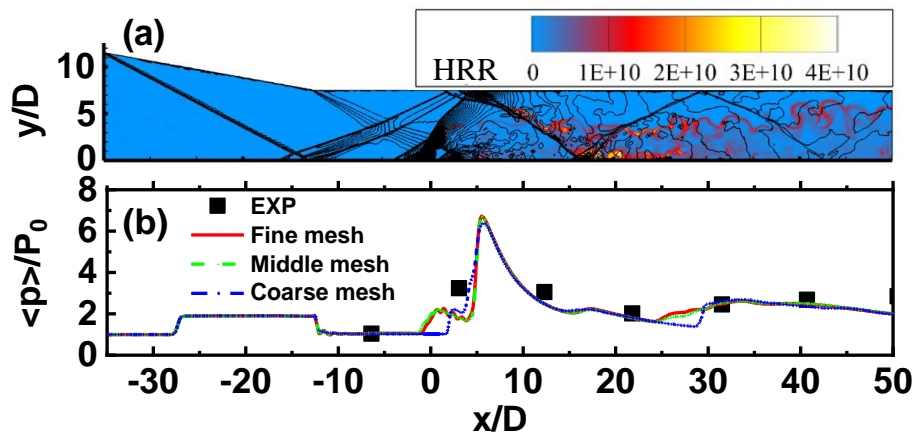 (a)
HRR
0 1E+10 2E+10 3E+10 4E+10
y/D
10
5
0
(b)
EXP
Fine mesh
Middle mesh
Coarse mesh
<p>/P₀
8
6
4
2
0
-30 -20 -10 0 10 20 30 40 50
x/D